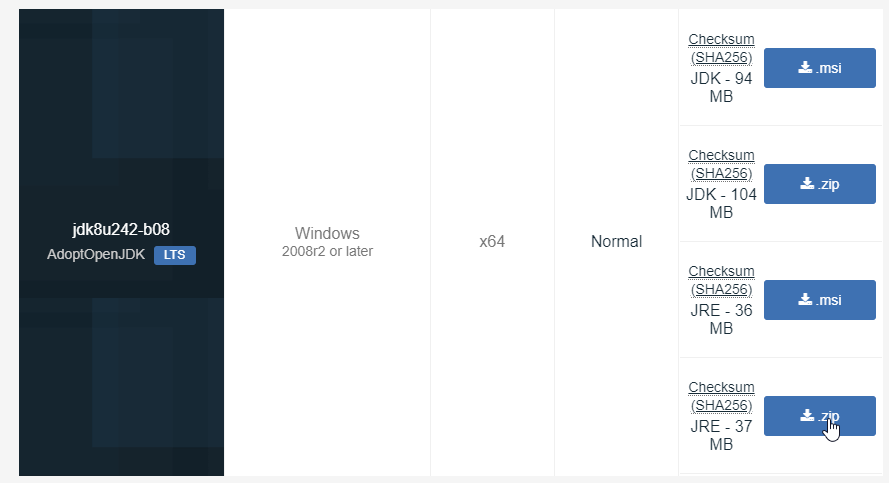 jdk8u242-b08
AdoptOpenJDK LTS
Windows
2008r2 or later
x64
Normal
Checksum
(SHA256)
JDK - 94
MB
.msi
Checksum
(SHA256)
JDK - 104
MB
.zip
Checksum
(SHA256)
JRE - 36
MB
.msi
Checksum
(SHA256)
JRE - 37
MB
.zip